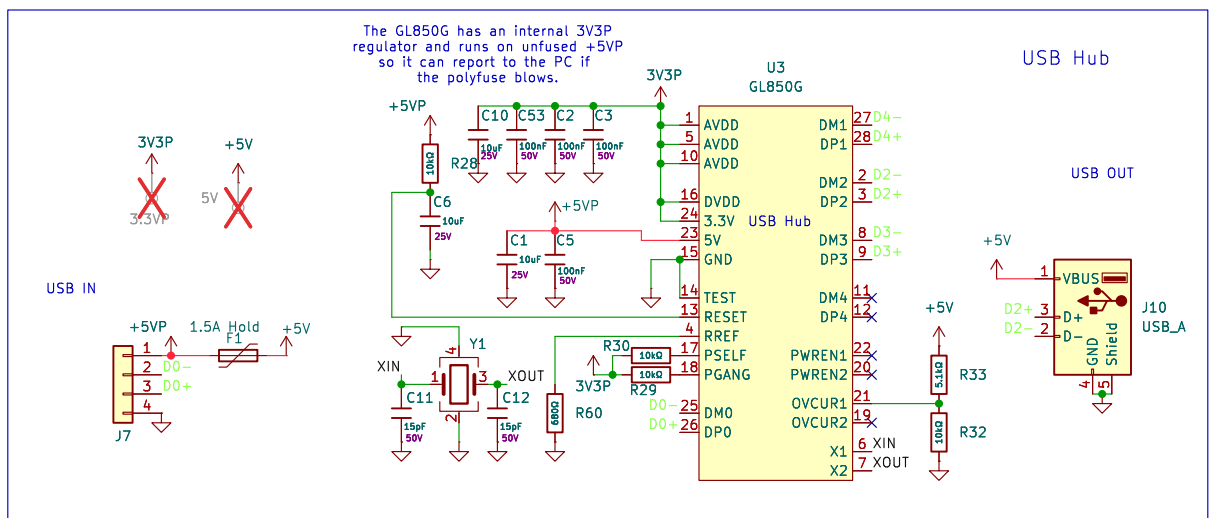 The GL850G has an internal 3V3P
regulator and runs on unfused +5VP
so it can report to the PC if
the polyfuse blows.
USB Hub
U3
GL850G
3V3P
+5VP
C10
10uF
25V
C53
100nF
50V
C2
100nF
50V
C3
100nF
50V
10kΩ
R28
C6
10uF
25V
3V3P
3.3VP
+5V
5V
+5VP
C1
10uF
25V
C5
100nF
50V
USB IN
+5VP
1.5A Hold
F1
+5V
1
2
3
4
D0-
D0+
J7
XIN
Y1
4
1
3
2
XOUT
C11
15pF
50V
C12
15pF
50V
680Ω
R60
R30
10kΩ
10kΩ
R29
3V3P
D0-
D0+
1 AVDD
5 AVDD
10 AVDD
16 DVDD
24 3.3V
23 5V
15 GND
14 TEST
13 RESET
4 RREF
17 PSELF
18 PGANG
25 DM0
26 DP0
USB Hub
DM1 27 D4-
DP1 28 D4+
DM2 2 D2-
DP2 3 D2+
DM3 8 D3-
DP3 9 D3+
DM4 11
DP4 12
PWREN1 22
PWREN2 20
OVCUR1 21
OVCUR2 19
X1 6 XIN
X2 7 XOUT
+5V
5.1kΩ
R33
10kΩ
R32
USB OUT
+5V
1 VBUS
D2+ 3 D+
D2- 2 D-
GND
Shield
4
5
J10
USB_A